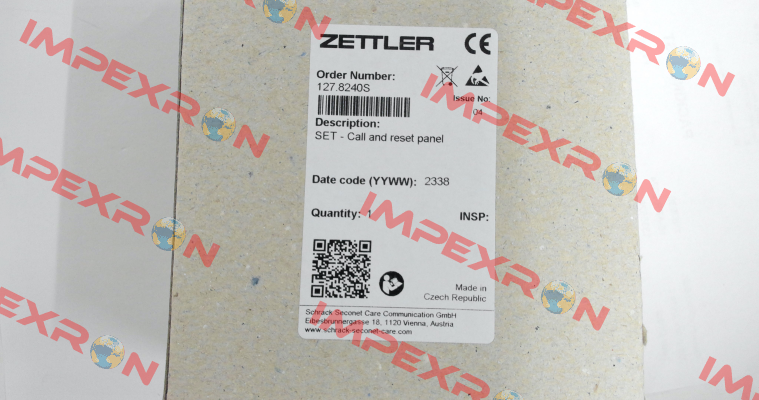 ZETTLER CE
Order Number:
127.8240S
Issue No:
04
Description:
SET - Call and reset panel
Date code (YYWW): 2338
Quantity: 1 INSP:
Made in
Czech Republic
Schrack Seconet Care Communication GmbH
Eibesbrunnergasse 18, 1120 Vienna, Austria
www.schrack-seconet-care.com
IMPEXRON
IMPEXRON
IMPEXRON
IMPEXRON
IMPEXRON
IMPEXRON
IMPEXRON
IMPEXRON